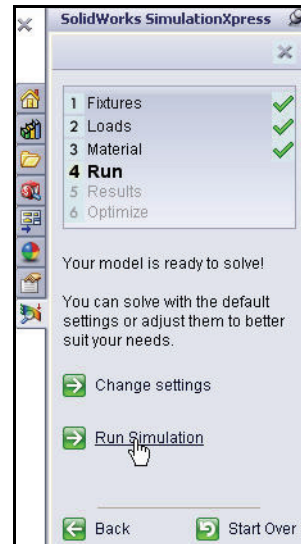 SolidWorks SimulationXpress
1 Fixtures
2 Loads
3 Material
4 Run
5 Results
6 Optimize
Your model is ready to solve!
You can solve with the default
settings or adjust them to better
suit your needs.
Change settings
Run Simulation
Back Start Over